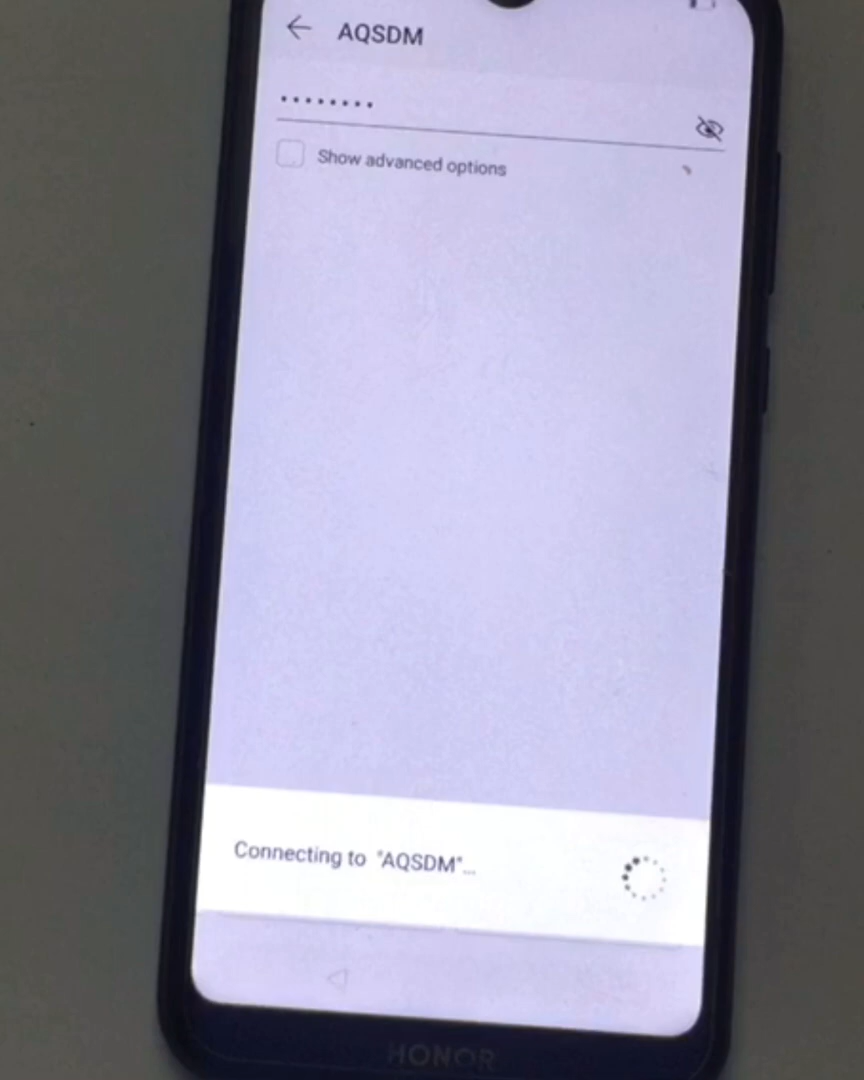 AQSDM
••••••••
Show advanced options
Connecting to "AQSDM"...
HONOR